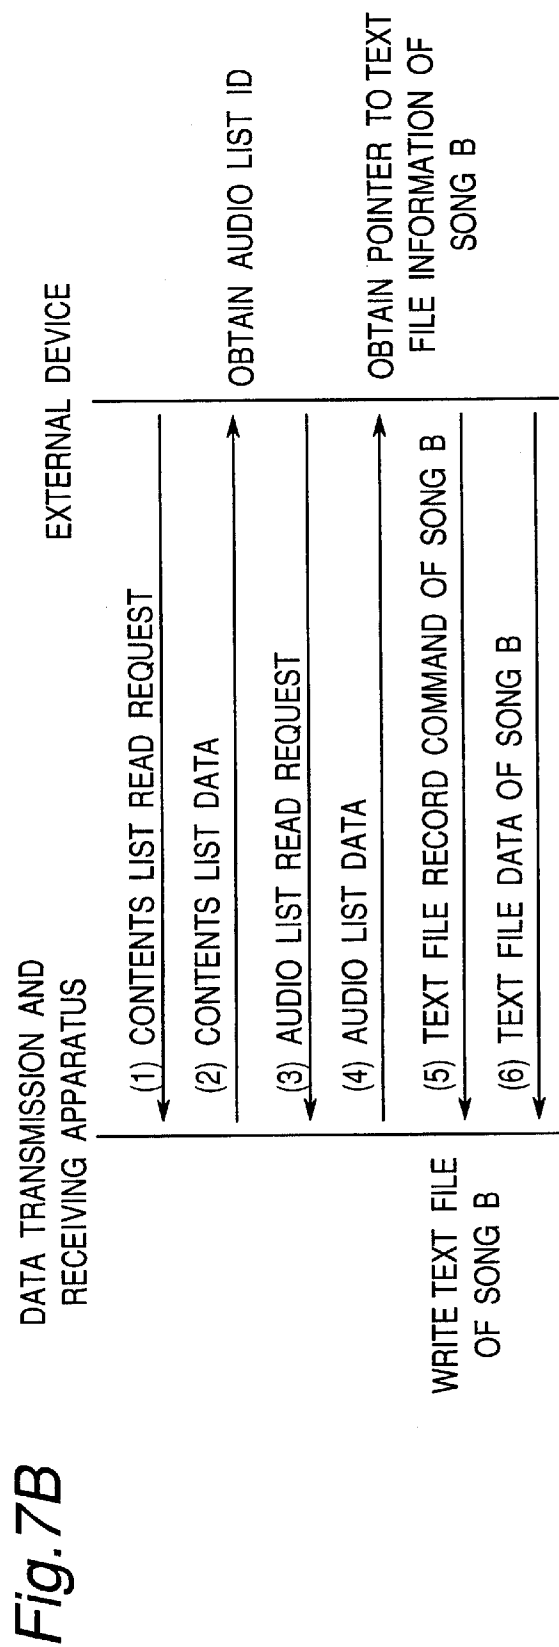 Fig.7B
DATA TRANSMISSION AND
RECEIVING APPARATUS
EXTERNAL DEVICE
(1) CONTENTS LIST READ REQUEST
(2) CONTENTS LIST DATA
OBTAIN AUDIO LIST ID
(3) AUDIO LIST READ REQUEST
(4) AUDIO LIST DATA
OBTAIN POINTER TO TEXT
FILE INFORMATION OF
SONG B
(5) TEXT FILE RECORD COMMAND OF SONG B
WRITE TEXT FILE
OF SONG B
(6) TEXT FILE DATA OF SONG B